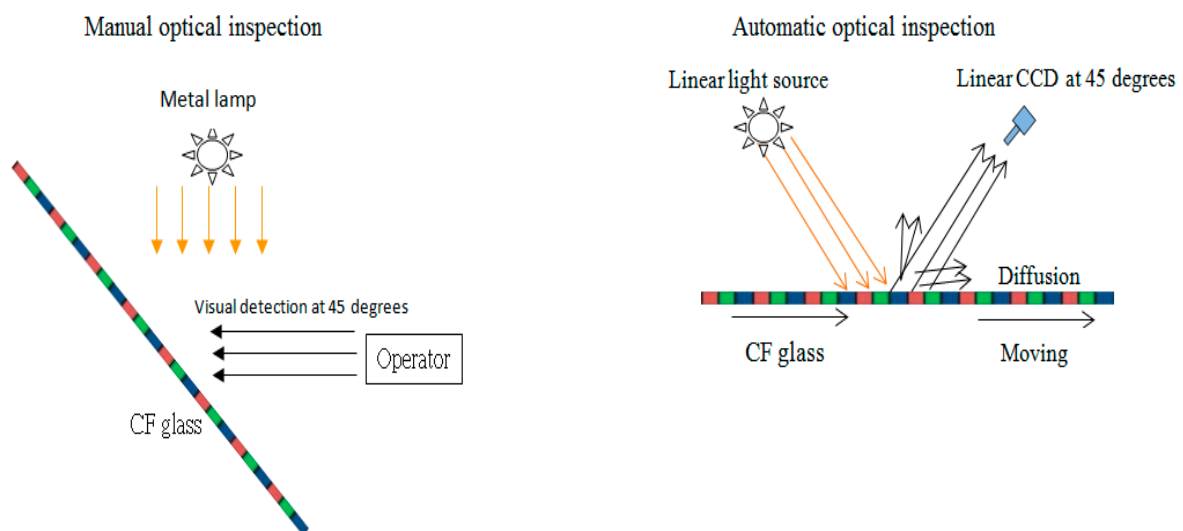 Manual optical inspection
Metal lamp
Visual detection at 45 degrees
Operator
CF glass
Automatic optical inspection
Linear light source
Linear CCD at 45 degrees
Diffusion
CF glass
Moving